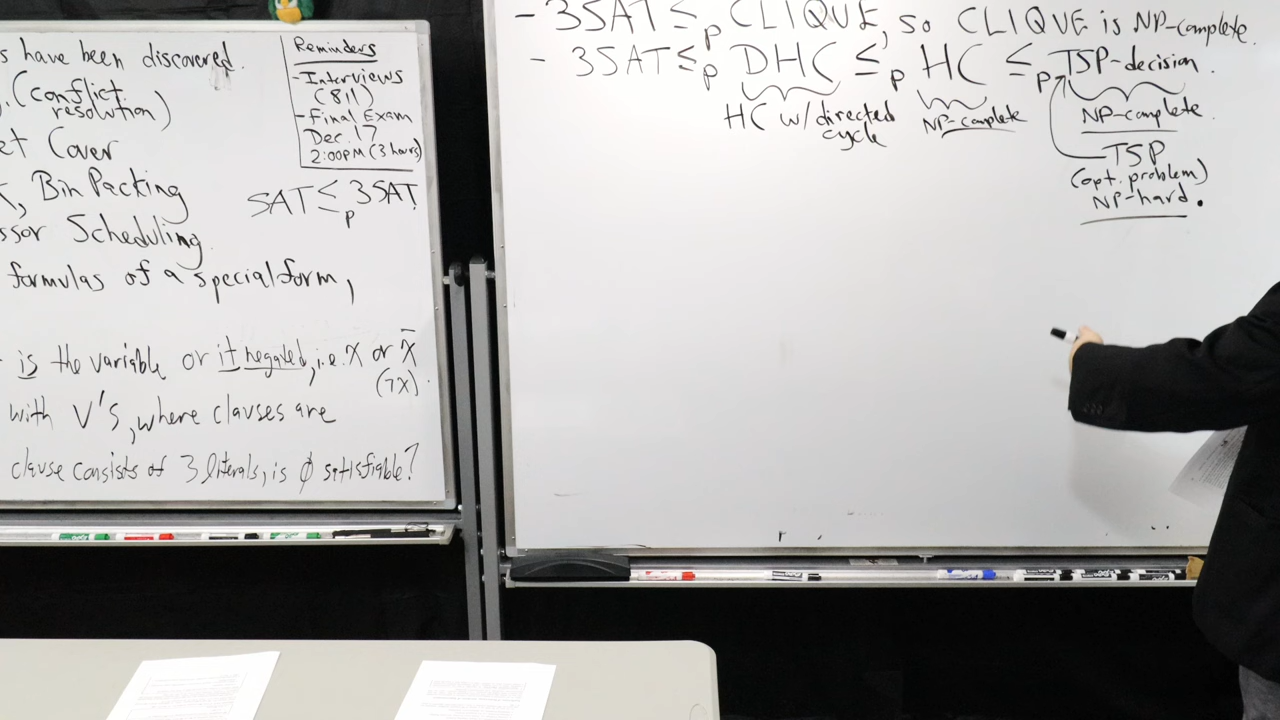 s have been discovered.
(conflict
resolution)
et Cover
, Bin Packing
ssor Scheduling.
SAT ≤p 3SAT.
formulas of a special form,
is the variable or it negated, i.e. X or X̄
(¬X).
with V's, where clauses are
clause consists of 3 literals, is ϕ satisfiable?
Reminders
- Interviews
(811)
- Final Exam
Dec. 17
2:00PM (3 hours)
- 3SAT ≤p CLIQUE, so CLIQUE is NP-complete.
- 3SAT ≤p DHC ≤p HC ≤p TSP-decision.
HC w/ directed
cycle
NP-complete
NP-complete.
TSP
(opt. problem)
NP-hard.